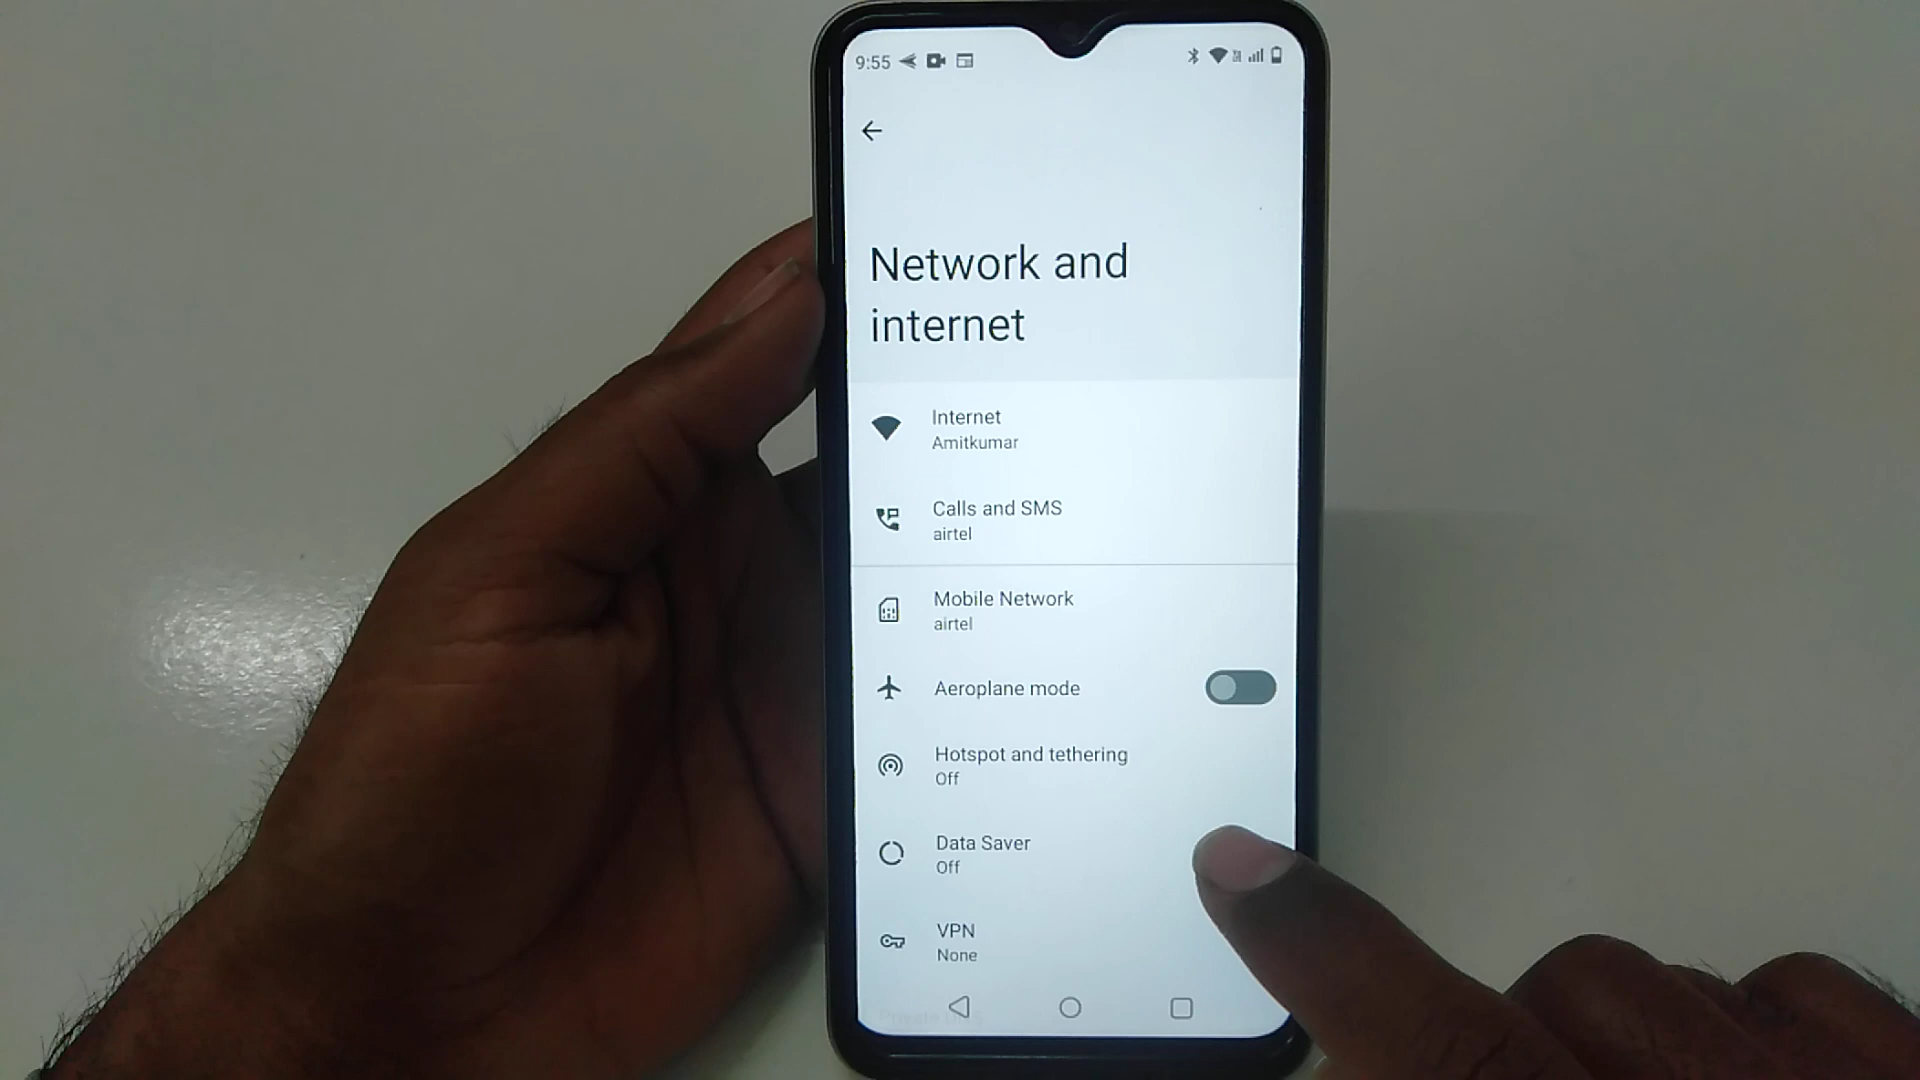 9:55
Network and
internet
Internet
Amitkumar
Calls and SMS
airtel
Mobile Network
airtel
Aeroplane mode
Hotspot and tethering
Off
Data Saver
Off
VPN
None